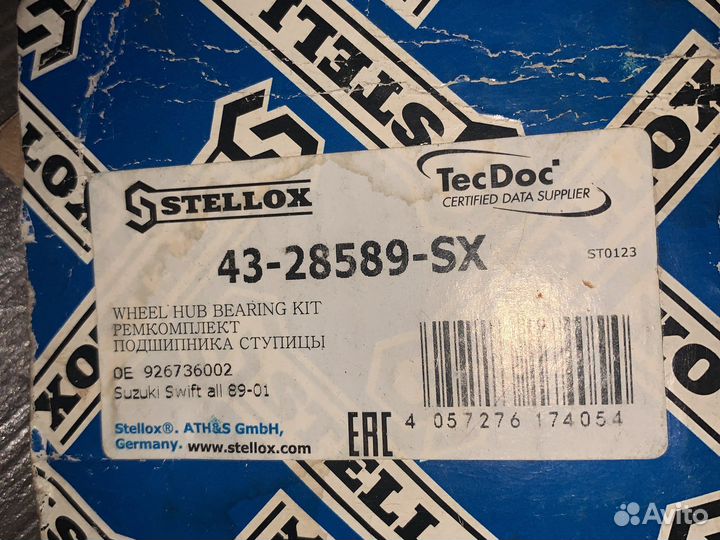 STELLOX
TecDoc
CERTIFIED DATA SUPPLIER
43-28589-SX
ST0123
WHEEL HUB BEARING KIT
РЕМКОМПЛЕКТ
ПОДШИПНИКА СТУПИЦЫ
OE 926736002
Suzuki Swift all 89-01
Stellox®. ATH&S GmbH,
Germany. www.stellox.com
EAC
4 057276 174054
Avito